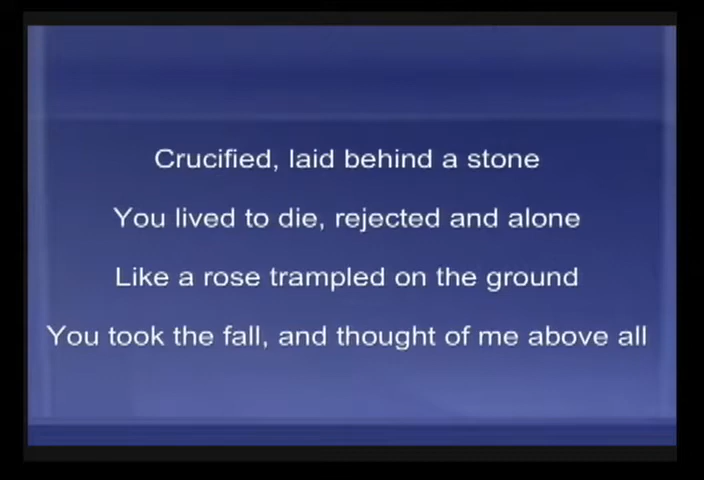 Crucified, laid behind a stone
You lived to die, rejected and alone
Like a rose trampled on the ground
You took the fall, and thought of me above all